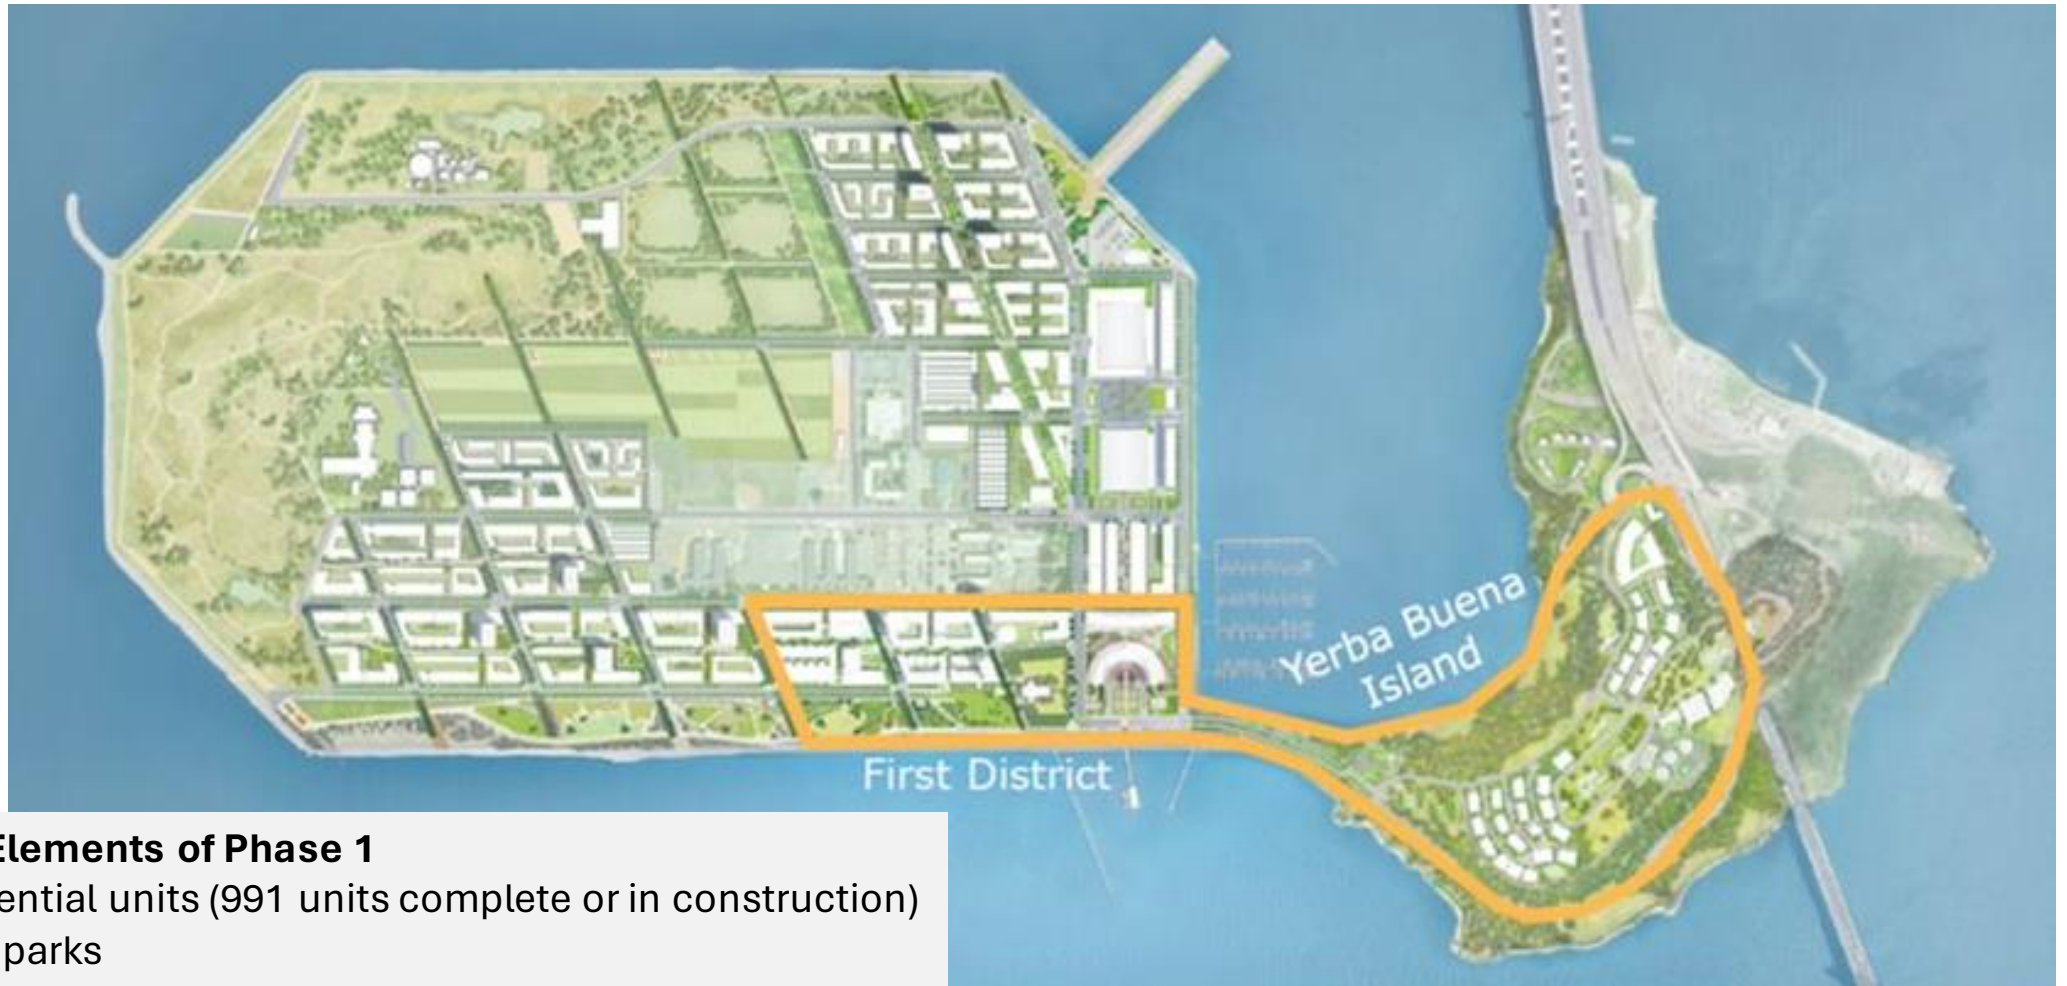 Yerba Buena
Island
First District
Elements of Phase 1
ential units (991 units complete or in construction)
parks